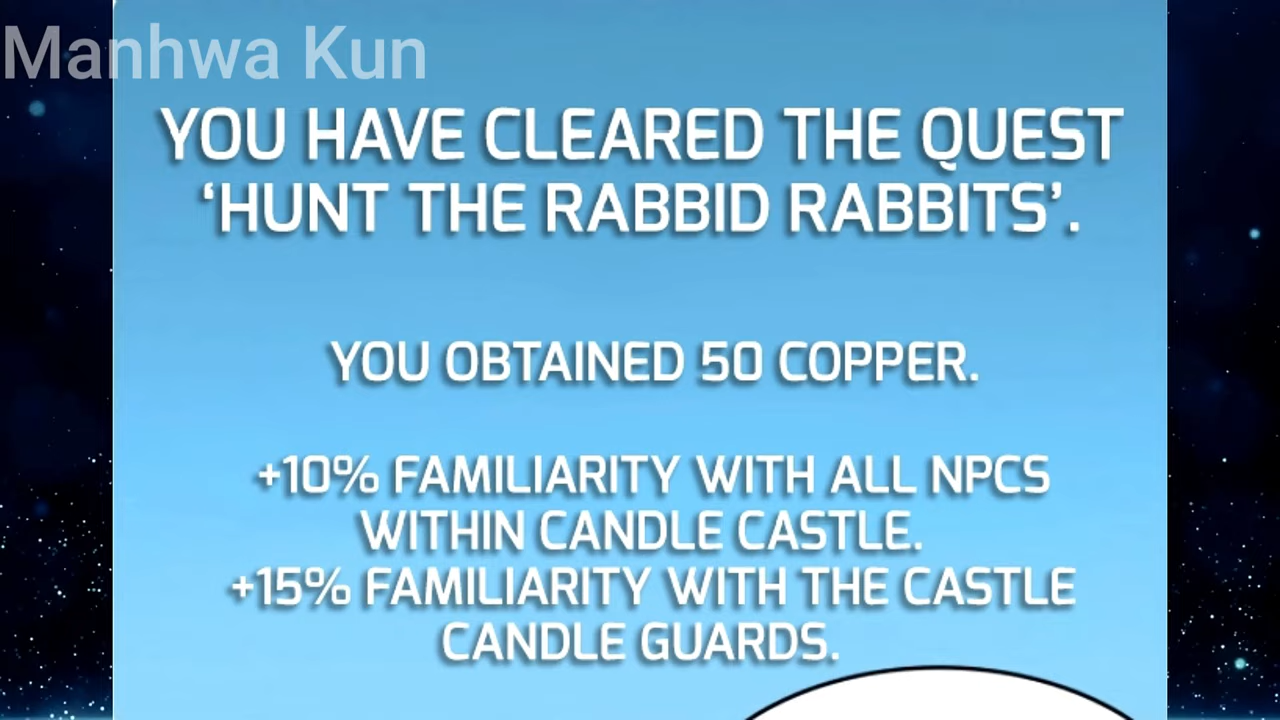 Manhwa Kun
YOU HAVE CLEARED THE QUEST
‘HUNT THE RABBID RABBITS’.
YOU OBTAINED 50 COPPER.
+10% FAMILIARITY WITH ALL NPCS
WITHIN CANDLE CASTLE.
+15% FAMILIARITY WITH THE CASTLE
CANDLE GUARDS.